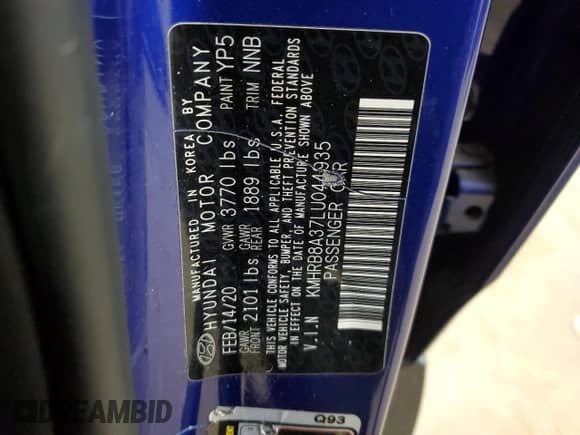 MANUFACTURED IN KOREA BY
HYUNDAI MOTOR COMPANY
FEB/14/20 GVWR 3770 lbs PAINT YP5
GAWR FRONT 2101 lbs GAWR REAR 1889 lbs TRIM NNB
THIS VEHICLE CONFORMS TO ALL APPLICABLE U.S.A. FEDERAL
MOTOR VEHICLE SAFETY, BUMPER, AND THEFT PREVENTION STANDARDS
IN EFFECT ON THE DATE OF MANUFACTURE SHOWN ABOVE
V.I.N KMHRB8A37LU044935
PASSENGER CAR
Q93
DREAMBID